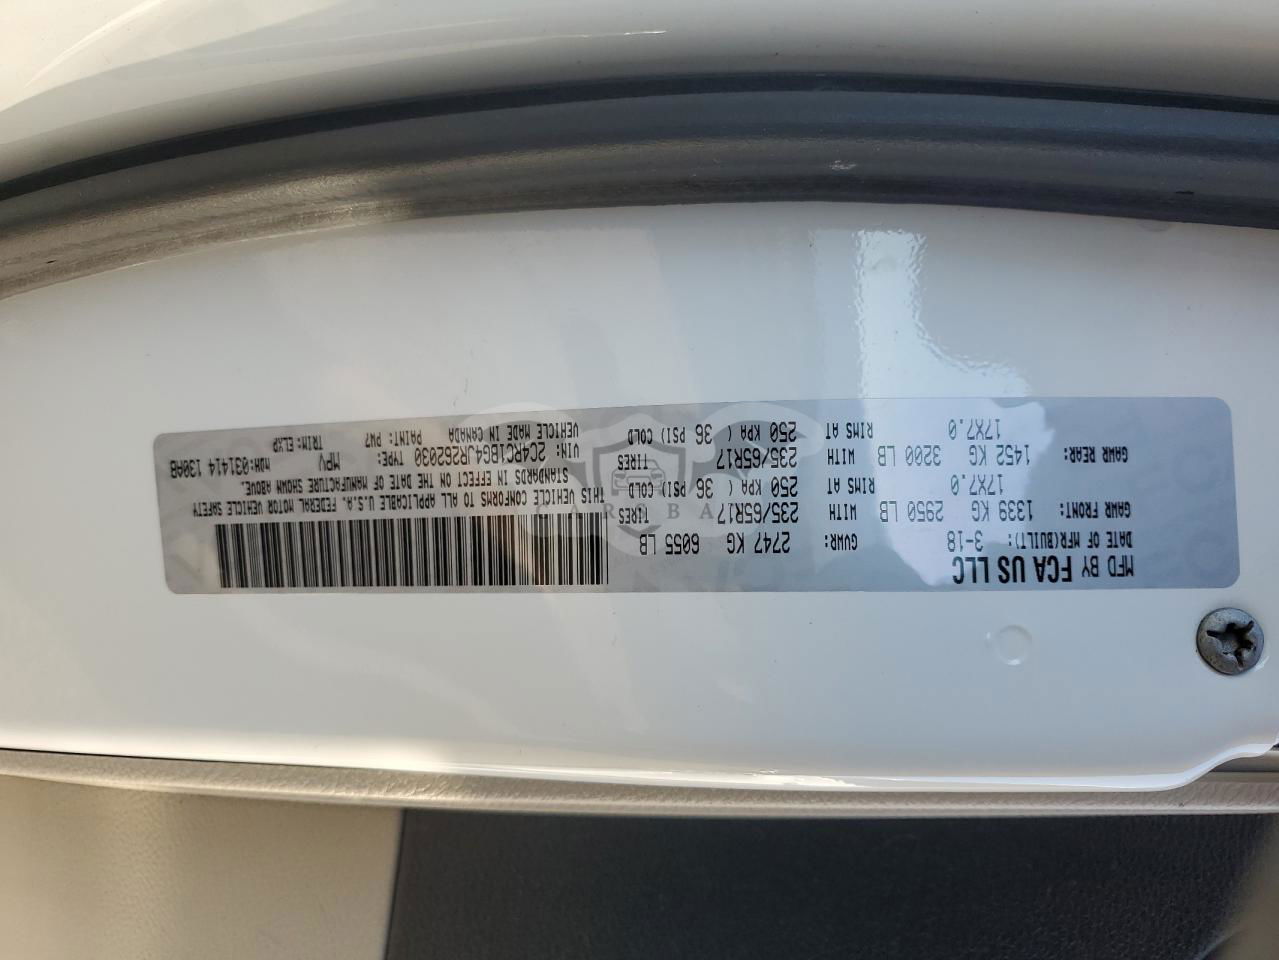 MFD BY FCA US LLC
DATE OF MFR(BUILT): 3-18 GVWR: 2747 KG 6055 LB
GAWR FRONT: 1339 KG 2950 LB WITH 235/65R17 TIRES
17X7.0 RIMS AT 250 KPA ( 36 PSI) COLD
GAWR REAR: 1452 KG 3200 LB WITH 235/65R17 TIRES
17X7.0 RIMS AT 250 KPA ( 36 PSI) COLD
THIS VEHICLE CONFORMS TO ALL APPLICABLE U.S.A. FEDERAL MOTOR VEHICLE SAFETY
STANDARDS IN EFFECT ON THE DATE OF MANUFACTURE SHOWN ABOVE.
VIN: 2C4RC1BG4JR262030 TYPE: MPV MDH:031414 130AB
VEHICLE MADE IN CANADA PAINT: PW7 TRIM: ELXP